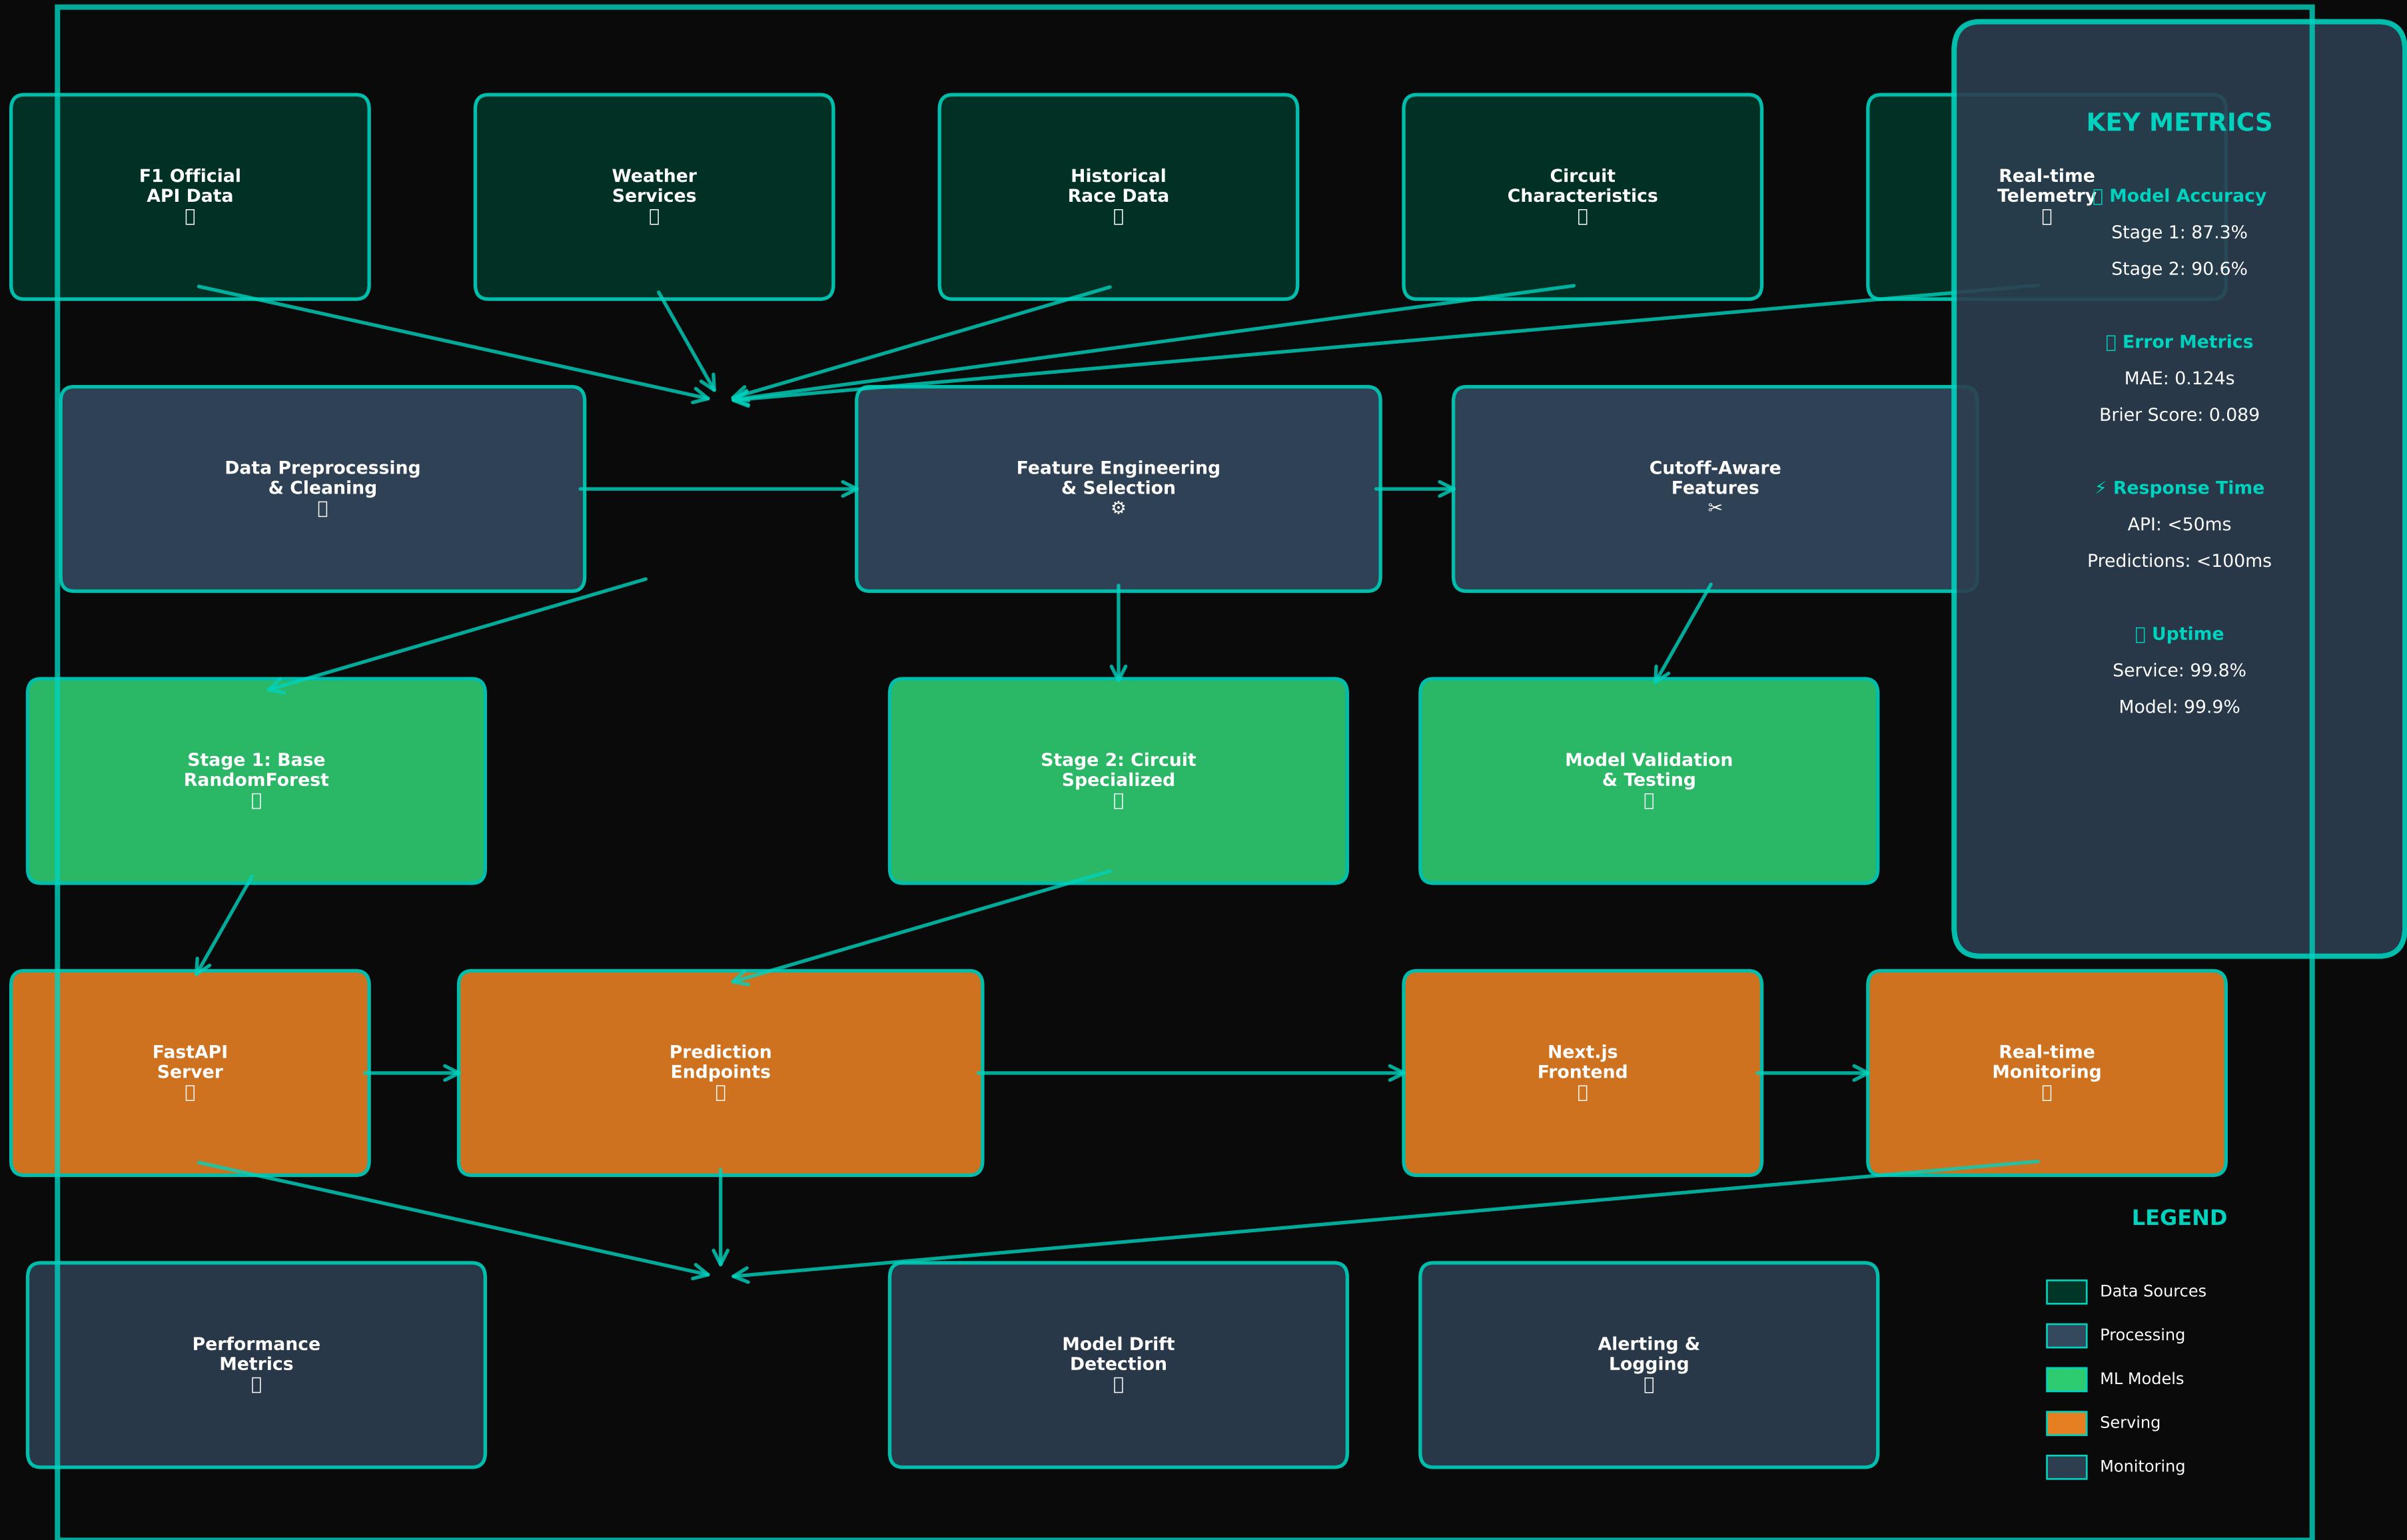 F1 Official
API Data
Weather
Services
Historical
Race Data
Circuit
Characteristics
Real-time
Telemetry
Data Preprocessing
& Cleaning
Feature Engineering
& Selection
⚙
Cutoff-Aware
Features
✂
Stage 1: Base
RandomForest
Stage 2: Circuit
Specialized
Model Validation
& Testing
FastAPI
Server
Prediction
Endpoints
Next.js
Frontend
Real-time
Monitoring
Performance
Metrics
Model Drift
Detection
Alerting &
Logging
KEY METRICS
Model Accuracy
Stage 1: 87.3%
Stage 2: 90.6%
Error Metrics
MAE: 0.124s
Brier Score: 0.089
⚡ Response Time
API: <50ms
Predictions: <100ms
Uptime
Service: 99.8%
Model: 99.9%
LEGEND
Data Sources
Processing
ML Models
Serving
Monitoring